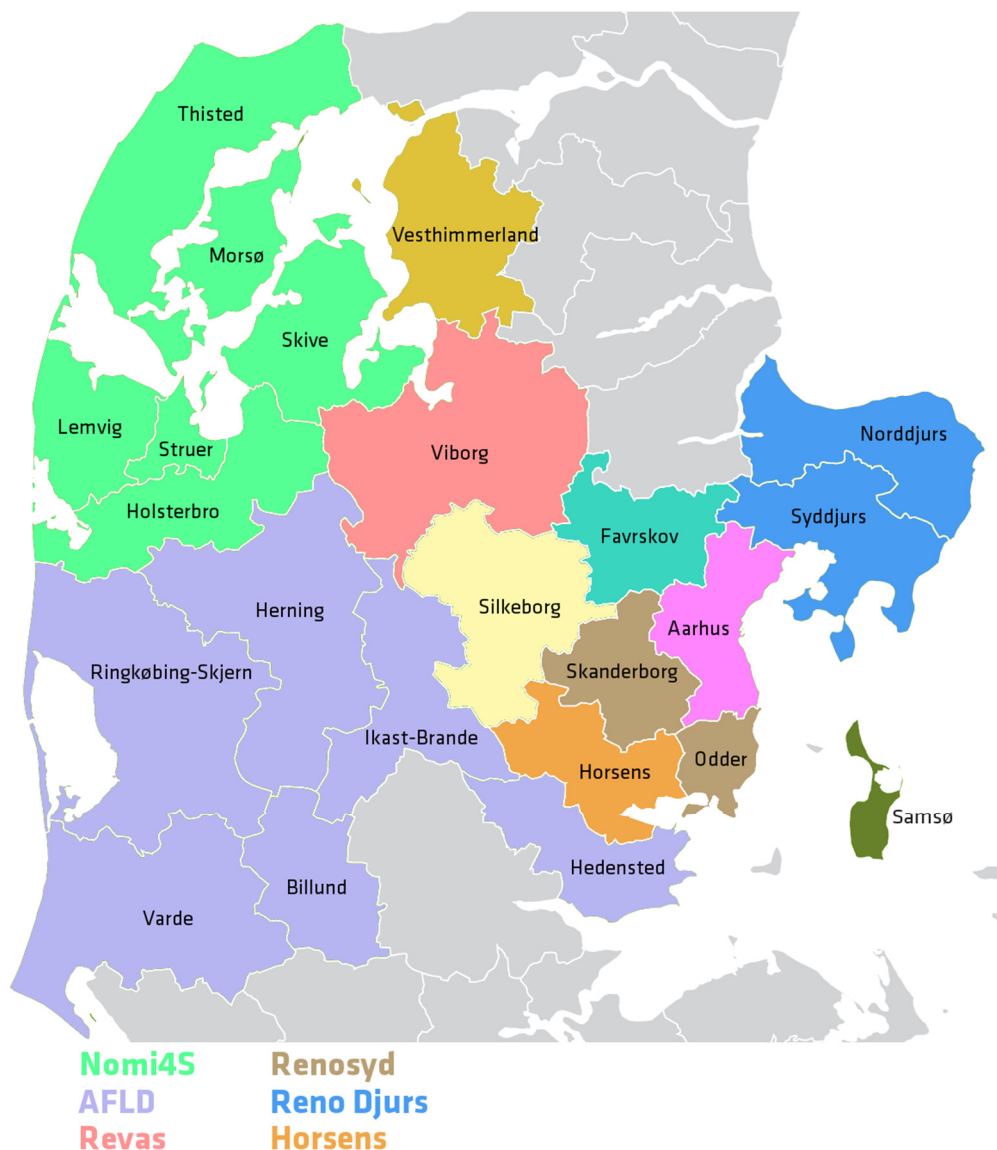 Thisted
Vesthimmerland
Morsø
Skive
Lemvig
Norddjurs
Struer
Viborg
Holsterbro
Syddjurs
Favrskov
Herning
Silkeborg
Aarhus
Ringkøbing-Skjern
Skanderborg
Ikast-Brande
Odder
Horsens
Samsø
Hedensted
Billund
Varde
Nomi4S
AFLD
Revas
Renosyd
Reno Djurs
Horsens